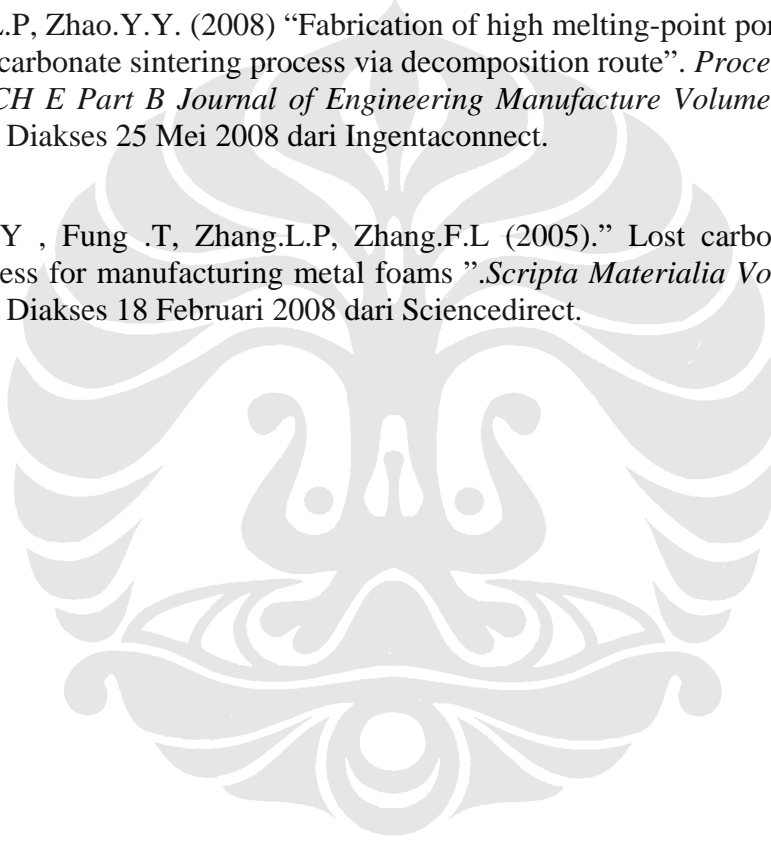 L.P, Zhao.Y.Y. (2008) “Fabrication of high melting-point por
carbonate sintering process via decomposition route”. Proce
CH E Part B Journal of Engineering Manufacture Volume
Diakses 25 Mei 2008 dari Ingentaconnect.
Y , Fung .T, Zhang.L.P, Zhang.F.L (2005).” Lost carbo
ess for manufacturing metal foams ”.Scripta Materialia Vo
Diakses 18 Februari 2008 dari Sciencedirect.